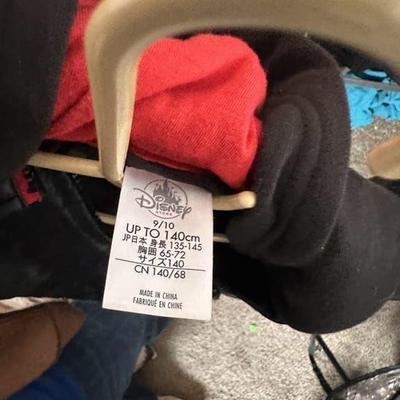 Disney
STORE
9/10
UP TO 140cm
JP日本 身長 135-145
胸囲 65-72
サイズ140
CN 140/68
MADE IN CHINA
FABRIQUÉ EN CHINE